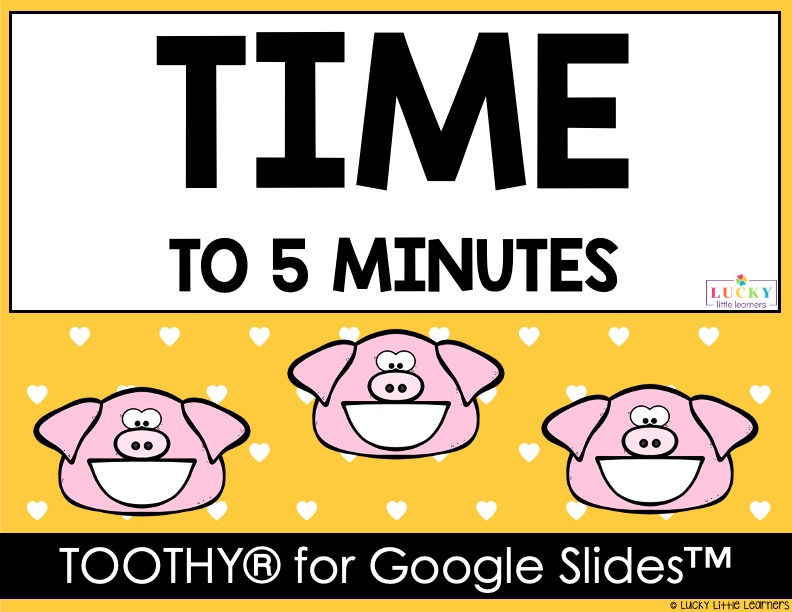 TIME
TO 5 MINUTES
LUCKY
little learners
TOOTHY® for Google Slides™
© Lucky Little Learners